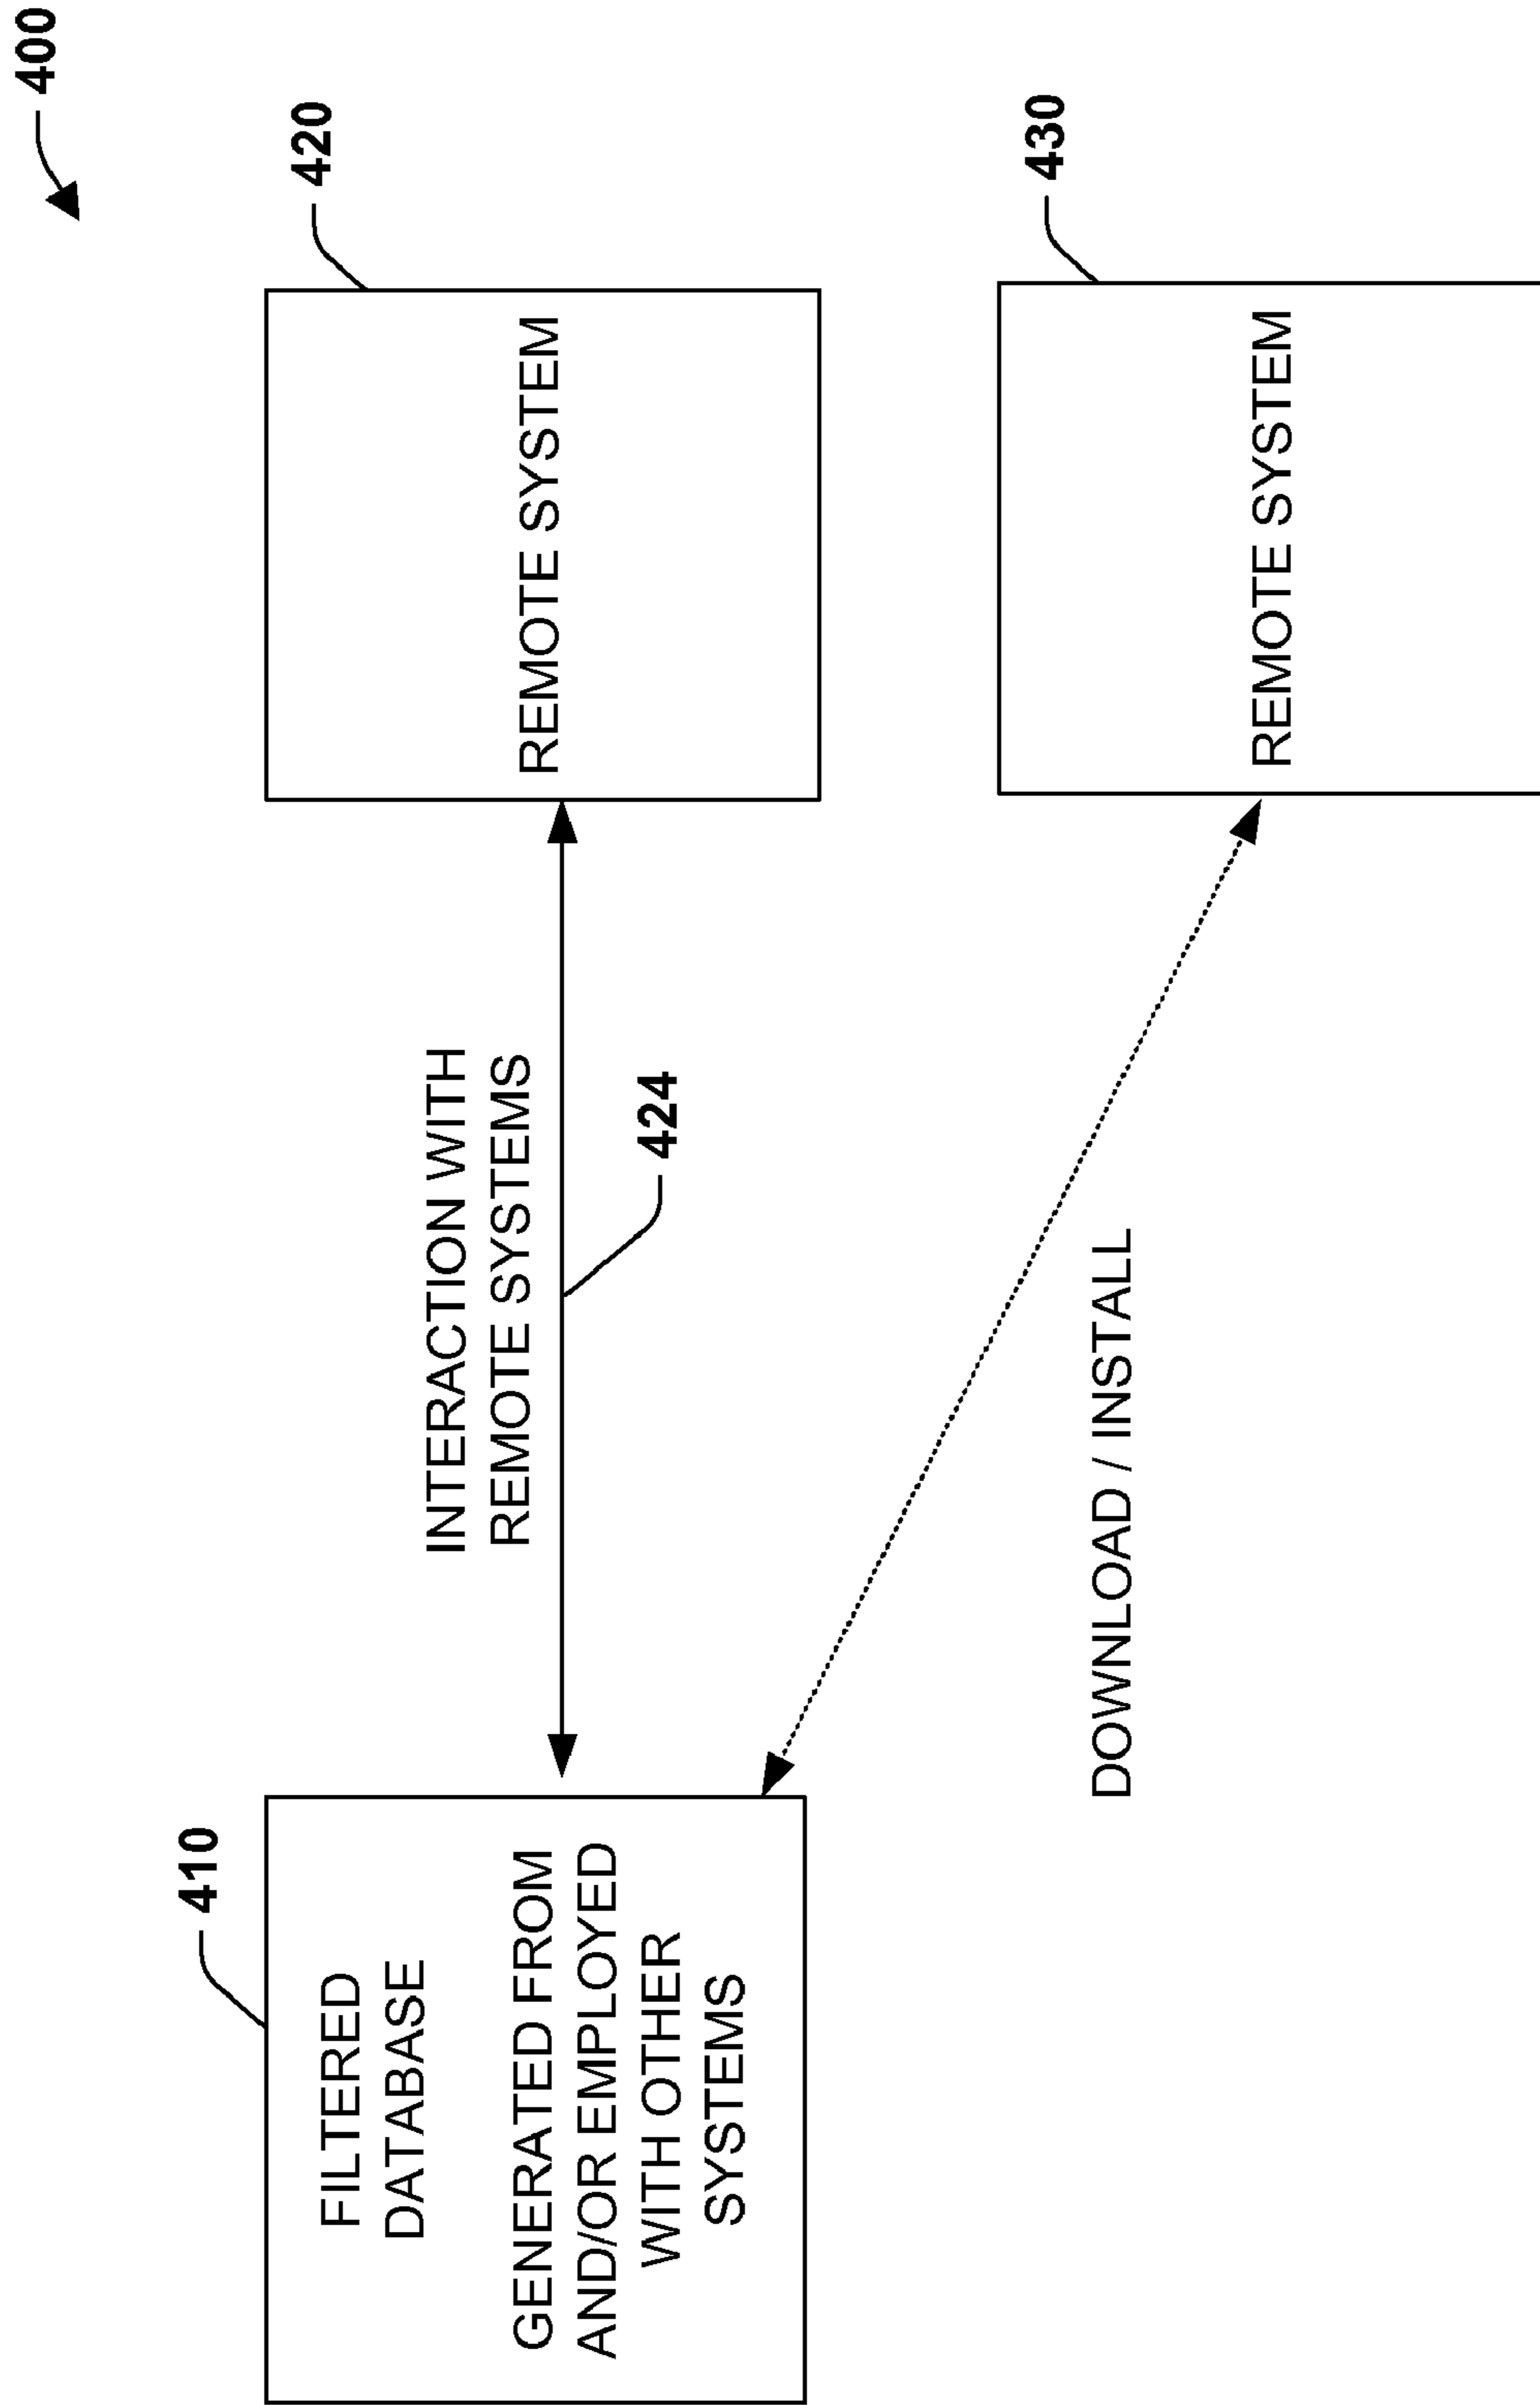 400
410
FILTERED
DATABASE
GENERATED FROM
AND/OR EMPLOYED
WITH OTHER
SYSTEMS
INTERACTION WITH
REMOTE SYSTEMS
424
420
REMOTE SYSTEM
DOWNLOAD / INSTALL
430
REMOTE SYSTEM